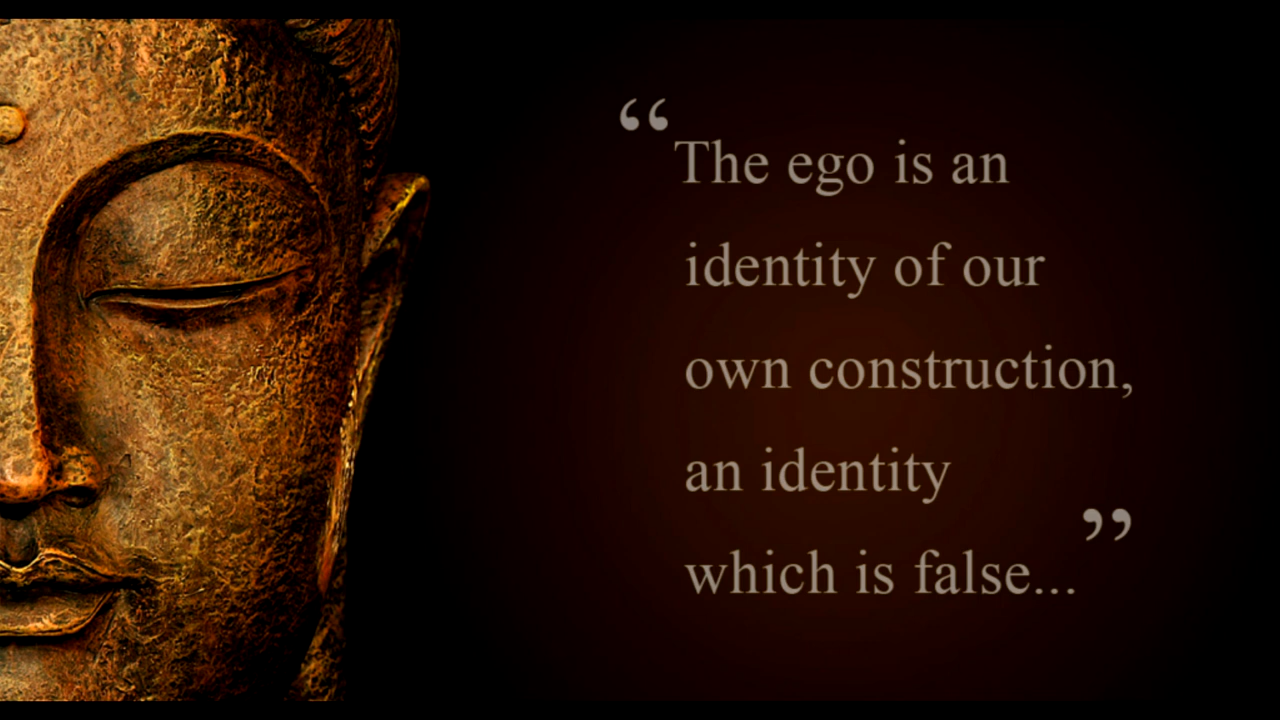 “The ego is an
identity of our
own construction,
an identity
which is false...”